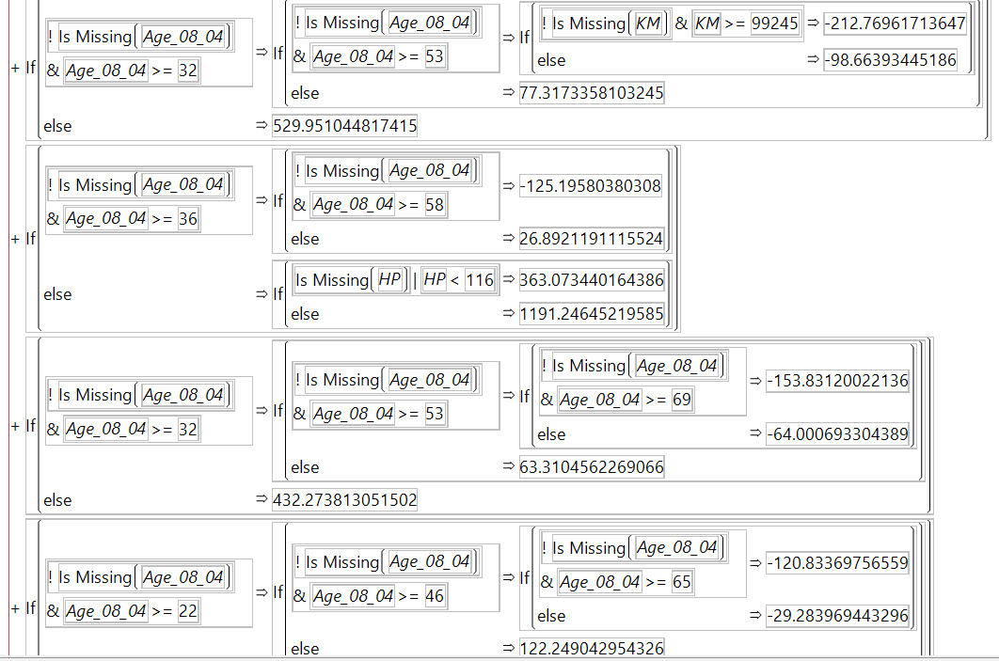 ! Is Missing( Age_08_04 ) & Age_08_04 >= 53 ⇒ If ! Is Missing( KM ) & KM >= 99245 ⇒ -212.76961713647
+ If ! Is Missing( Age_08_04 ) & Age_08_04 >= 32 ⇒ If else ⇒ -98.66393445186
else ⇒ 77.3173358103245
else ⇒ 529.951044817415
! Is Missing( Age_08_04 )
& Age_08_04 >= 58 ⇒ -125.19580380308
+ If ! Is Missing( Age_08_04 ) & Age_08_04 >= 36 ⇒ If
else ⇒ 26.8921191115524
else ⇒ If Is Missing( HP ) | HP < 116 ⇒ 363.073440164386
else ⇒ 1191.24645219585
+ If ! Is Missing( Age_08_04 ) & Age_08_04 >= 32 ⇒ If ! Is Missing( Age_08_04 ) & Age_08_04 >= 53 ⇒ If ! Is Missing( Age_08_04 ) & Age_08_04 >= 69 ⇒ -153.83120022136
else ⇒ -64.000693304389
else ⇒ 63.3104562269066
else ⇒ 432.273813051502
+ If ! Is Missing( Age_08_04 ) & Age_08_04 >= 22 ⇒ If ! Is Missing( Age_08_04 ) & Age_08_04 >= 46 ⇒ If ! Is Missing( Age_08_04 ) & Age_08_04 >= 65 ⇒ -120.83369756559
else ⇒ -29.283969443296
else ⇒ 122.249042954326